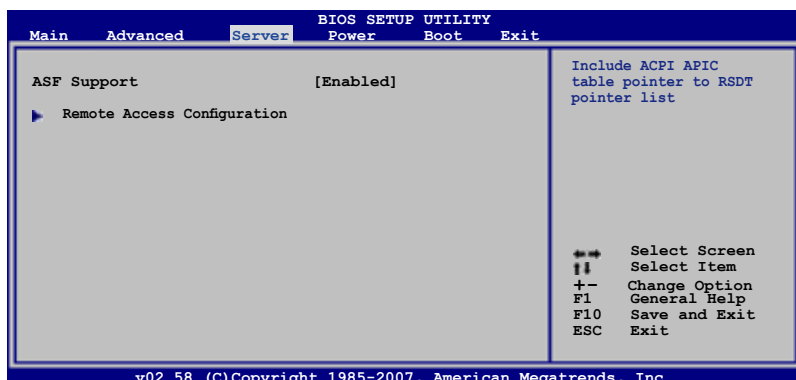 BIOS SETUP UTILITY
Main Advanced Server Power Boot Exit
ASF Support [Enabled]
Remote Access Configuration
Include ACPI APIC
table pointer to RSDT
pointer list
Select Screen
Select Item
+- Change Option
F1 General Help
F10 Save and Exit
ESC Exit
v02.58 (C)Copyright 1985-2007, American Megatrends, Inc.